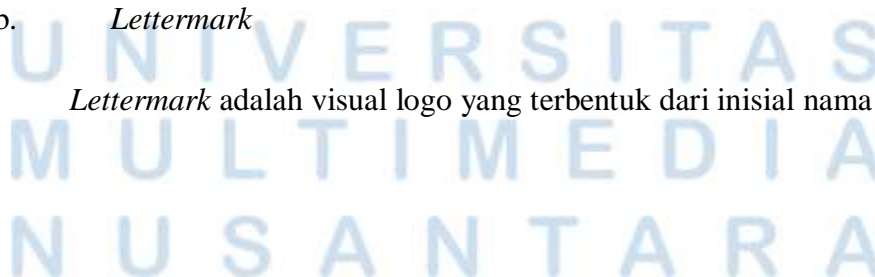 b. Lettermark
UNIVERSITAS
Lettermark adalah visual logo yang terbentuk dari inisial nama
MULTIMEDIA
NUSANTARA